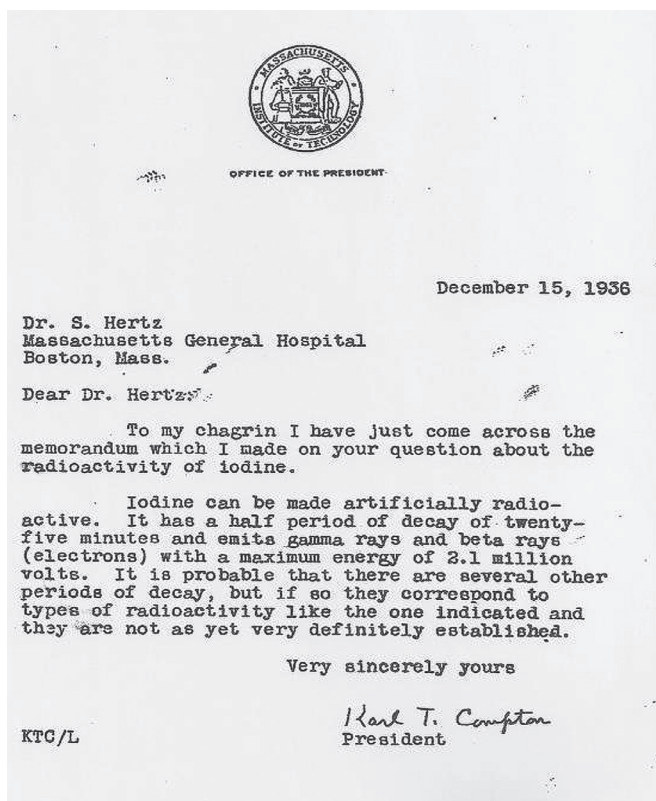 MASSACHUSETTS
INSTITUTE OF TECHNOLOGY
OFFICE OF THE PRESIDENT
December 15, 1936
Dr. S. Hertz
Massachusetts General Hospital
Boston, Mass.
Dear Dr. Hertz:
To my chagrin I have just come across the
memorandum which I made on your question about the
radioactivity of iodine.
Iodine can be made artificially radio-
active. It has a half period of decay of twenty-
five minutes and emits gamma rays and beta rays
(electrons) with a maximum energy of 2.1 million
volts. It is probable that there are several other
periods of decay, but if so they correspond to
types of radioactivity like the one indicated and
they are not as yet very definitely established.
Very sincerely yours
Karl T. Compton
President
KTC/L